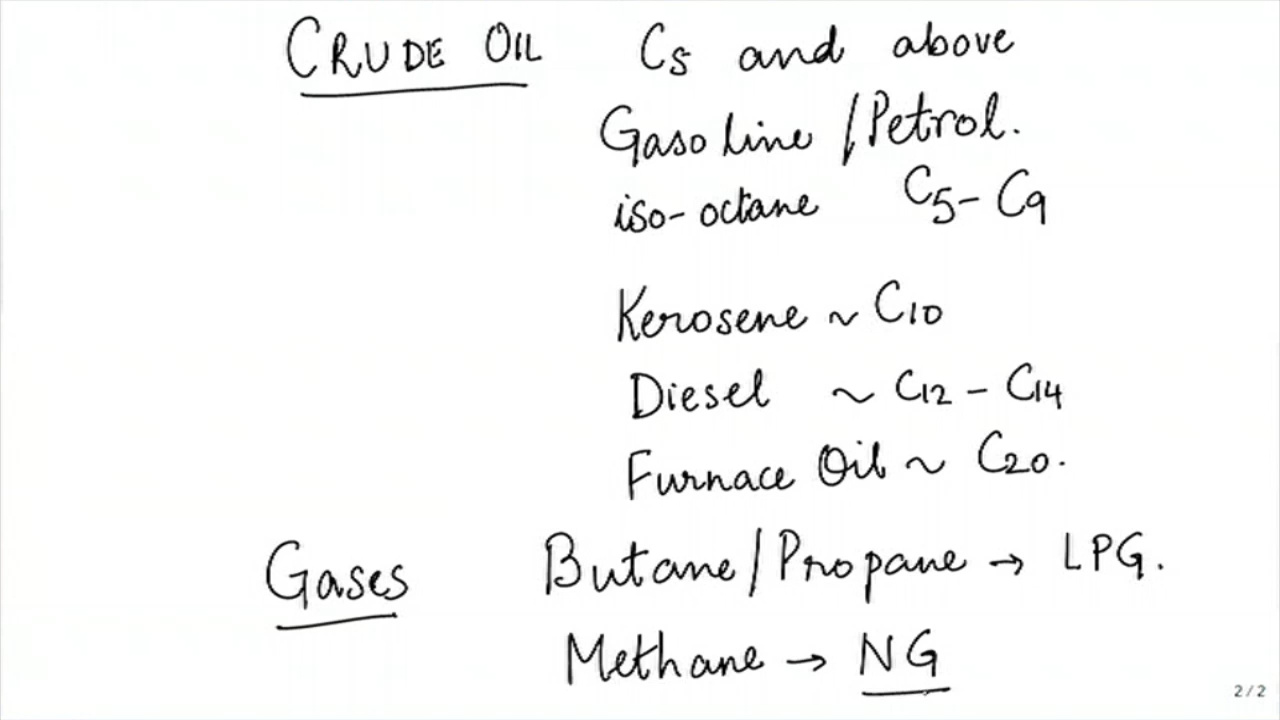 CRUDE OIL C5 and above
Gasoline / Petrol.
iso-octane C5 - C9
Kerosene ~ C10
Diesel ~ C12 - C14
Furnace Oil ~ C20.
Gases Butane / Propane → LPG.
Methane → NG
2 / 2